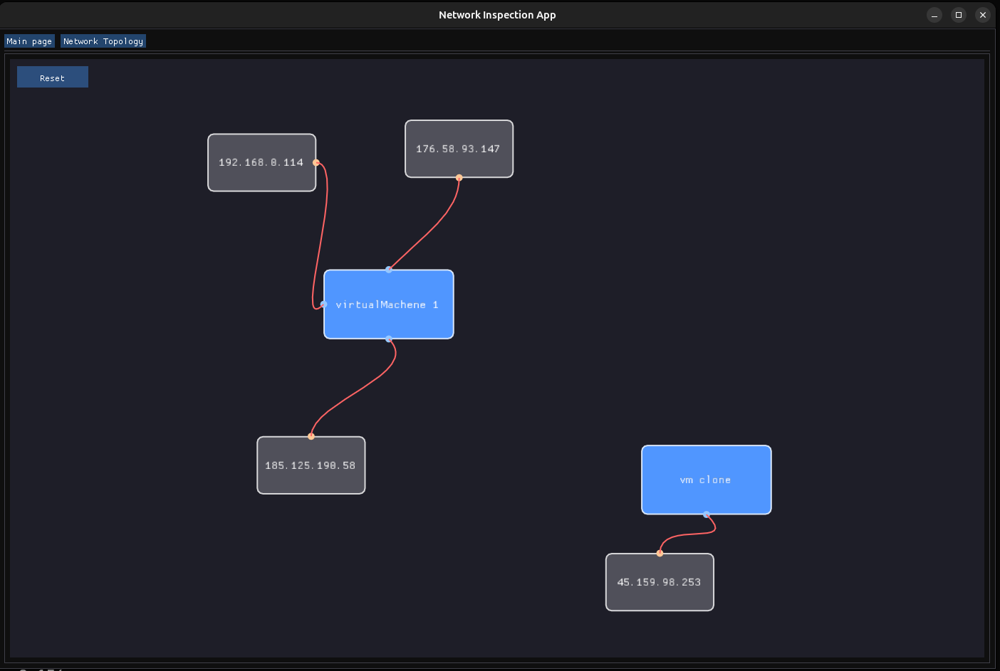 Network Inspection App
Main page
Network Topology
Reset
176.58.93.147
192.168.0.114
virtualMachene 1
185.125.190.58
vm clone
45.159.98.253